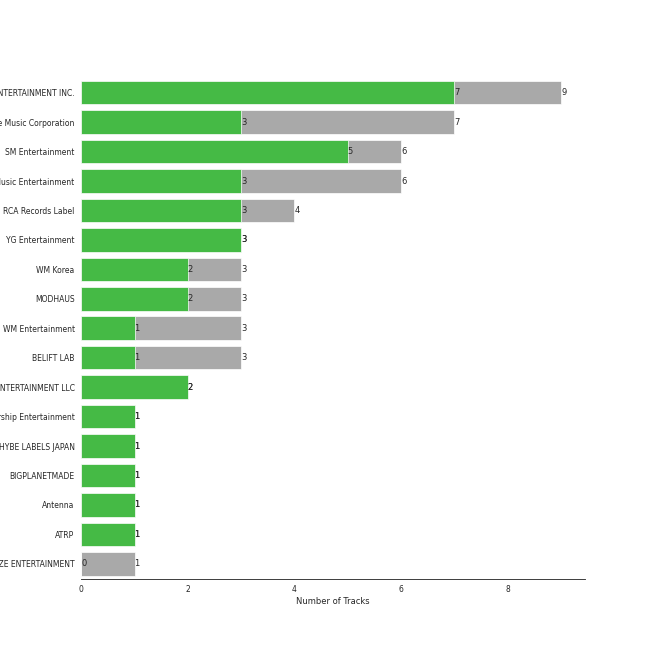 NTERTAINMENT INC. 7 9
e Music Corporation 3 7
SM Entertainment 5 6
usic Entertainment 3 6
RCA Records Label 3 4
YG Entertainment 3
WM Korea 2 3
MODHAUS 2 3
WM Entertainment 1 3
BELIFT LAB 1 3
ENTERTAINMENT LLC 2
rship Entertainment 1
HYBE LABELS JAPAN 1
BIGPLANETMADE 1
Antenna 1
ATRP 1
ZE ENTERTAINMENT 0 1
0 2 4 6 8
Number of Tracks